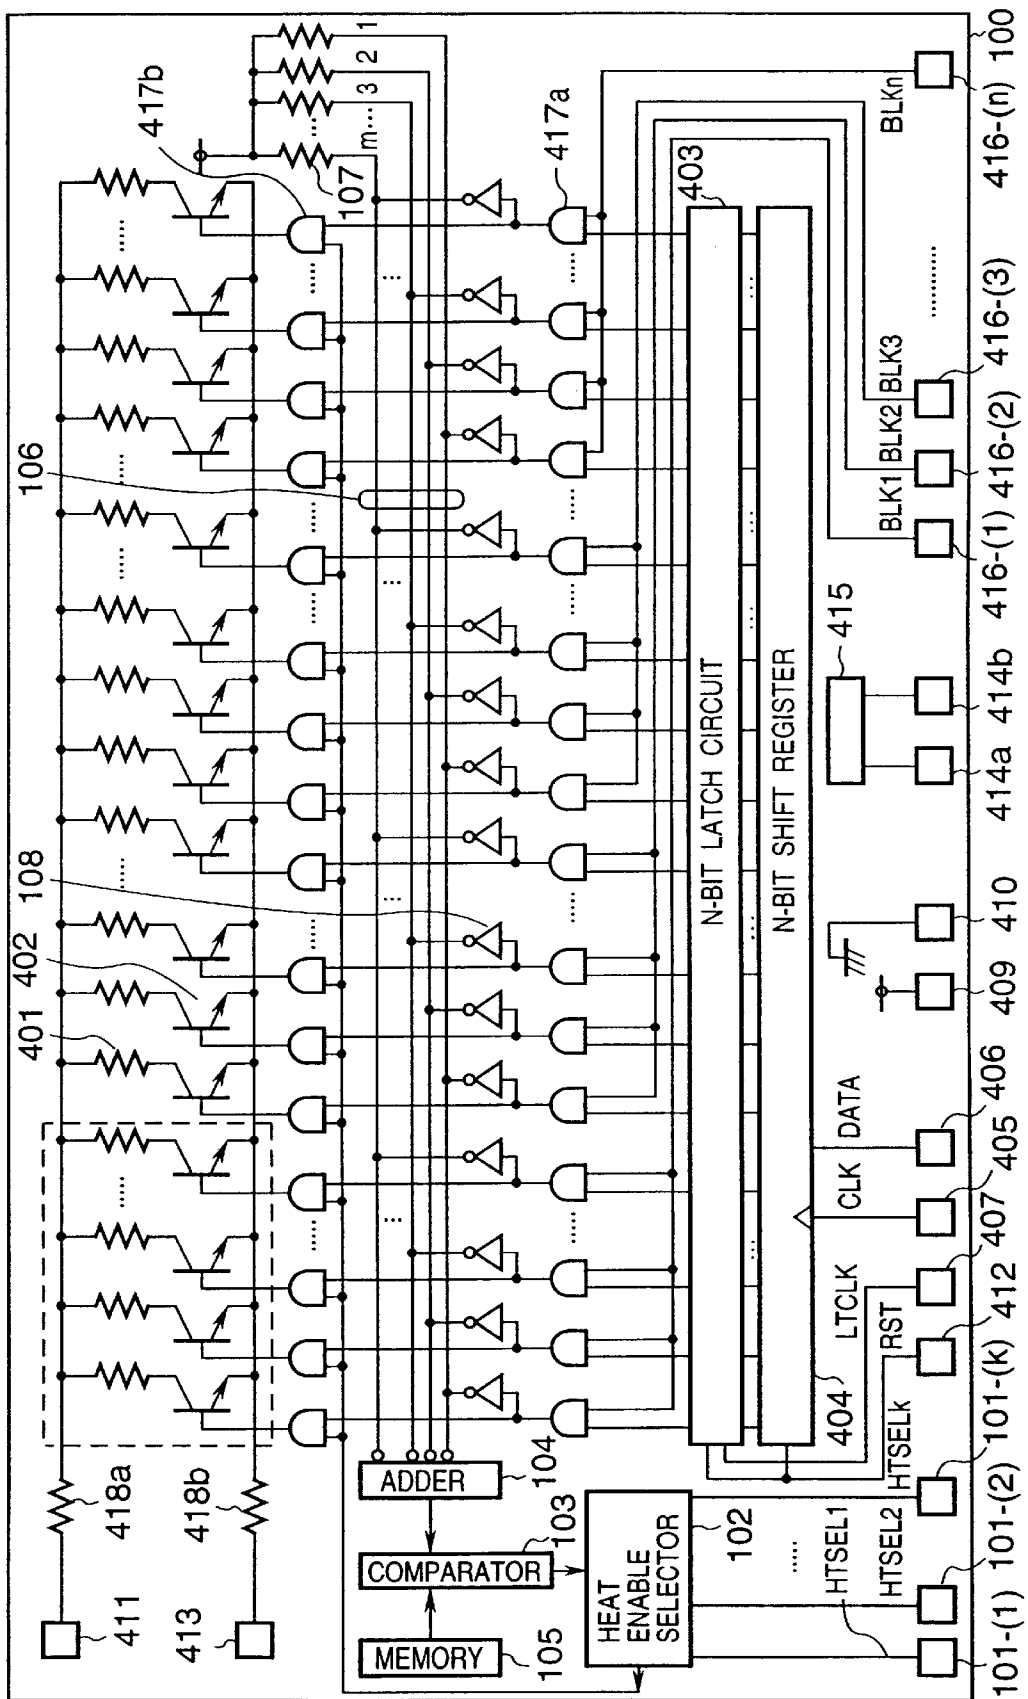 411
418a
401
402
417b
413
418b
108
106
107
1
2
3
m...
417a
ADDER
104
COMPARATOR
103
MEMORY
105
HEAT
ENABLE
SELECTOR
102
N-BIT LATCH CIRCUIT
403
N-BIT SHIFT REGISTER
404
HTSEL1
HTSEL2
HTSELk
RST
LTCLK
CLK
DATA
415
BLK1
BLK2
BLK3
BLKn
101-(1)
101-(2)
101-(k)
412
407
405
406
409
410
414a
414b
416-(1)
416-(2)
416-(3)
416-(n)
100